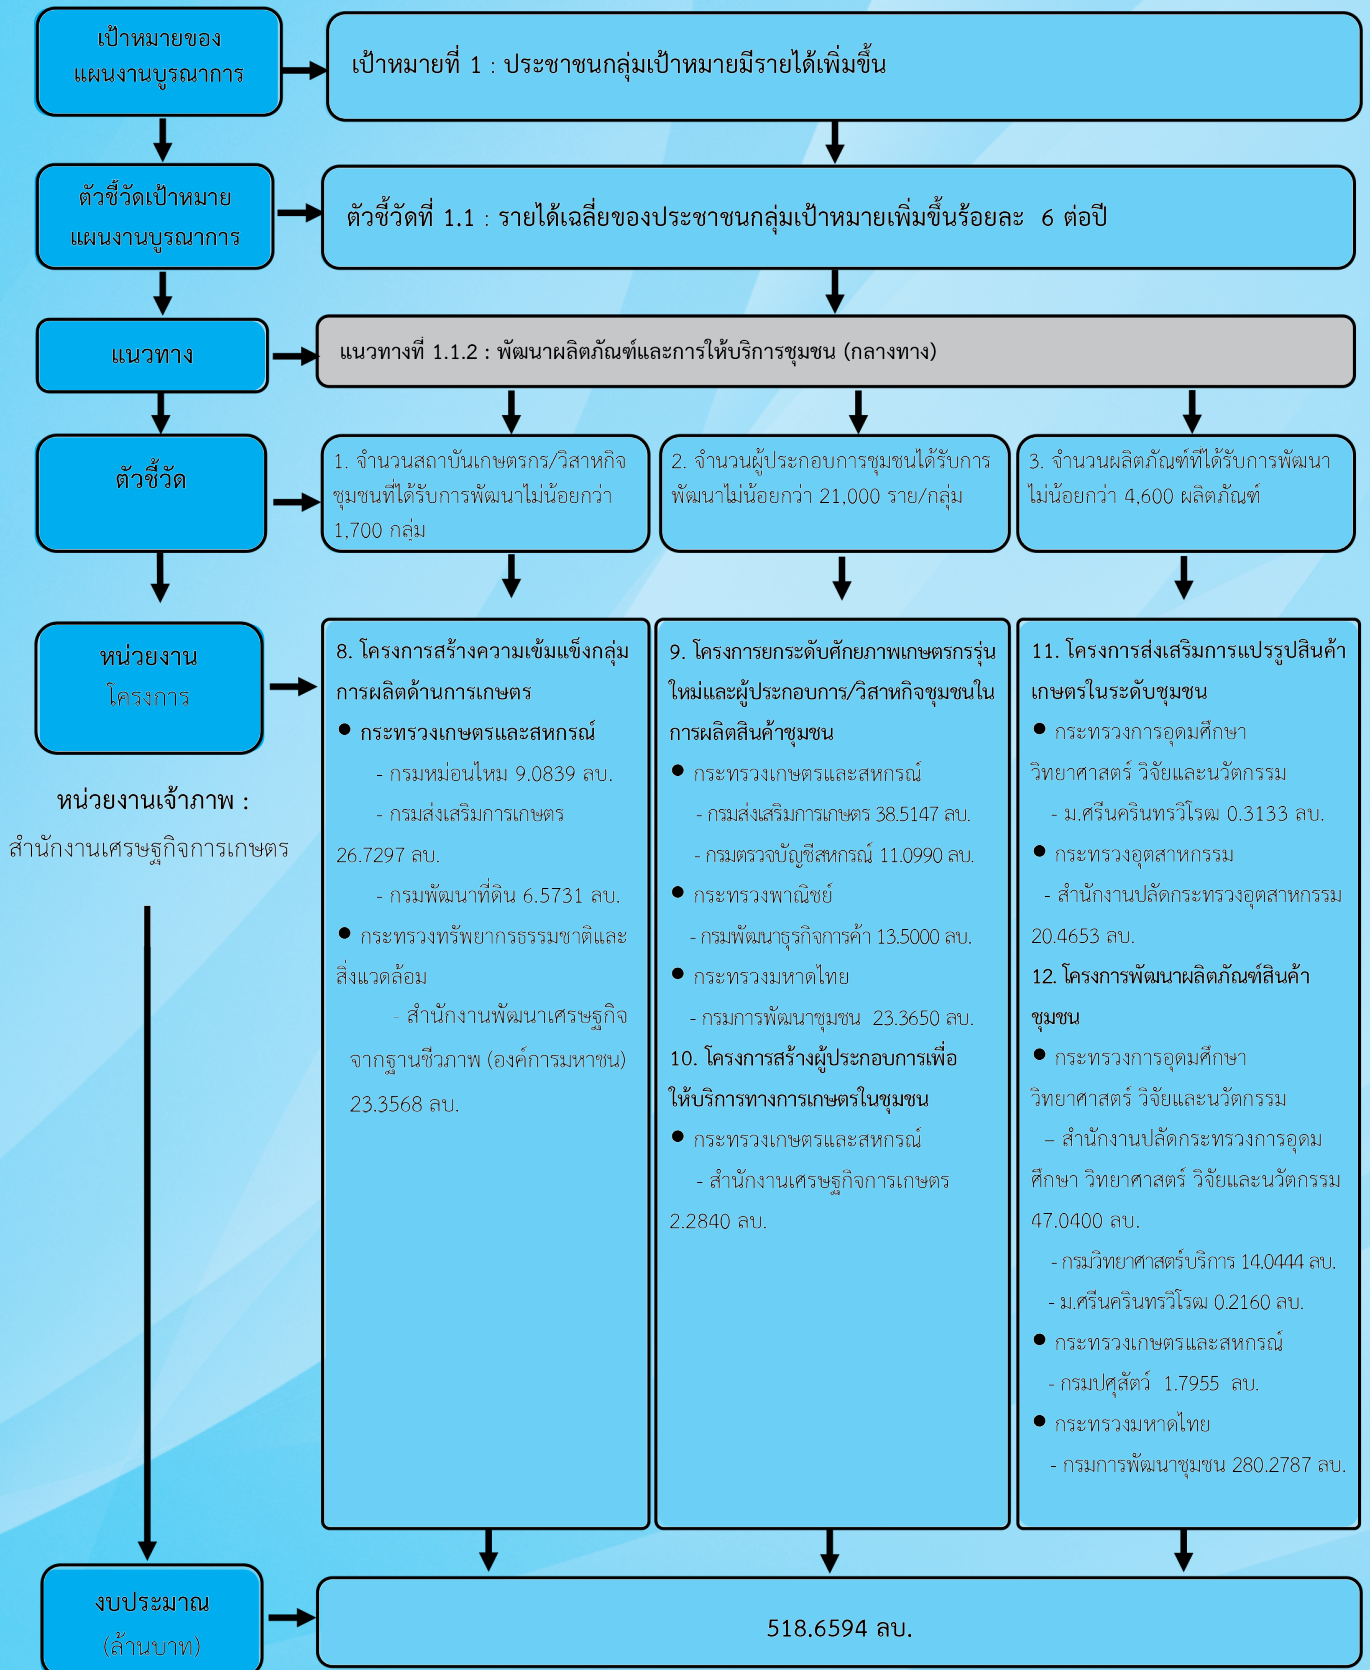 เป้าหมายของ
แผนงานบูรณาการ
เป้าหมายที่ 1 : ประชาชนกลุ่มเป้าหมายมีรายได้เพิ่มขึ้น
ตัวชี้วัดเป้าหมาย
แผนงานบูรณาการ
ตัวชี้วัดที่ 1.1 : รายได้เฉลี่ยของประชาชนกลุ่มเป้าหมายเพิ่มขึ้นร้อยละ 6 ต่อปี
แนวทาง
แนวทางที่ 1.1.2 : พัฒนาผลิตภัณฑ์และการให้บริการชุมชน (กลางทาง)
ตัวชี้วัด
1. จำนวนสถาบันเกษตรกร/วิสาหกิจ
ชุมชนที่ได้รับการพัฒนาไม่น้อยกว่า
1,700 กลุ่ม
2. จำนวนผู้ประกอบการชุมชนได้รับการ
พัฒนาไม่น้อยกว่า 21,000 ราย/กลุ่ม
3. จำนวนผลิตภัณฑ์ที่ได้รับการพัฒนา
ไม่น้อยกว่า 4,600 ผลิตภัณฑ์
หน่วยงาน
โครงการ
หน่วยงานเจ้าภาพ :
สำนักงานเศรษฐกิจการเกษตร
8. โครงการสร้างความเข้มแข็งกลุ่ม
การผลิตด้านการเกษตร
● กระทรวงเกษตรและสหกรณ์
- กรมหม่อนไหม 9.0839 ลบ.
- กรมส่งเสริมการเกษตร
26.7297 ลบ.
- กรมพัฒนาที่ดิน 6.5731 ลบ.
● กระทรวงทรัพยากรธรรมชาติและ
สิ่งแวดล้อม
- สำนักงานพัฒนาเศรษฐกิจ
จากฐานชีวภาพ (องค์การมหาชน)
23.3568 ลบ.
9. โครงการยกระดับศักยภาพเกษตรกรรุ่น
ใหม่และผู้ประกอบการ/วิสาหกิจชุมชนใน
การผลิตสินค้าชุมชน
● กระทรวงเกษตรและสหกรณ์
- กรมส่งเสริมการเกษตร 38.5147 ลบ.
- กรมตรวจบัญชีสหกรณ์ 11.0990 ลบ.
● กระทรวงพาณิชย์
- กรมพัฒนาธุรกิจการค้า 13.5000 ลบ.
● กระทรวงมหาดไทย
- กรมการพัฒนาชุมชน 23.3650 ลบ.
10. โครงการสร้างผู้ประกอบการเพื่อ
ให้บริการทางการเกษตรในชุมชน
● กระทรวงเกษตรและสหกรณ์
- สำนักงานเศรษฐกิจการเกษตร
2.2840 ลบ.
11. โครงการส่งเสริมการแปรรูปสินค้า
เกษตรในระดับชุมชน
● กระทรวงการอุดมศึกษา
วิทยาศาสตร์ วิจัยและนวัตกรรม
- ม.ศรีนครินทรวิโรฒ 0.3133 ลบ.
● กระทรวงอุตสาหกรรม
- สำนักงานปลัดกระทรวงอุตสาหกรรม
20.4653 ลบ.
12. โครงการพัฒนาผลิตภัณฑ์สินค้า
ชุมชน
● กระทรวงการอุดมศึกษา
วิทยาศาสตร์ วิจัยและนวัตกรรม
– สำนักงานปลัดกระทรวงการอุดม
ศึกษา วิทยาศาสตร์ วิจัยและนวัตกรรม
47.0400 ลบ.
- กรมวิทยาศาสตร์บริการ 14.0444 ลบ.
- ม.ศรีนครินทรวิโรฒ 0.2160 ลบ.
● กระทรวงเกษตรและสหกรณ์
- กรมปศุสัตว์ 1.7955 ลบ.
● กระทรวงมหาดไทย
- กรมการพัฒนาชุมชน 280.2787 ลบ.
งบประมาณ
(ล้านบาท)
518.6594 ลบ.